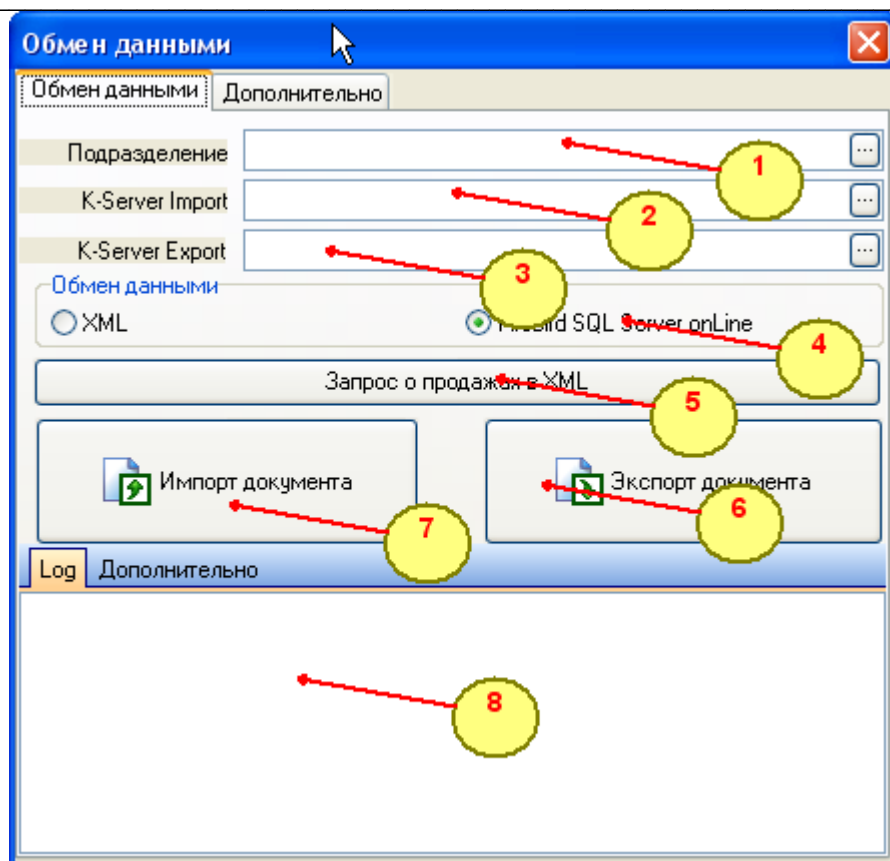 Обмен данными
Обмен данными Дополнительно
Подразделение ... 1
K-Server Import ... 2
K-Server Export ... 3
Обмен данными
XML SQL Server onLine 4
Запрос о продажах в XML 5
Импорт документа 7 Экспорт документа 6
Log Дополнительно
8